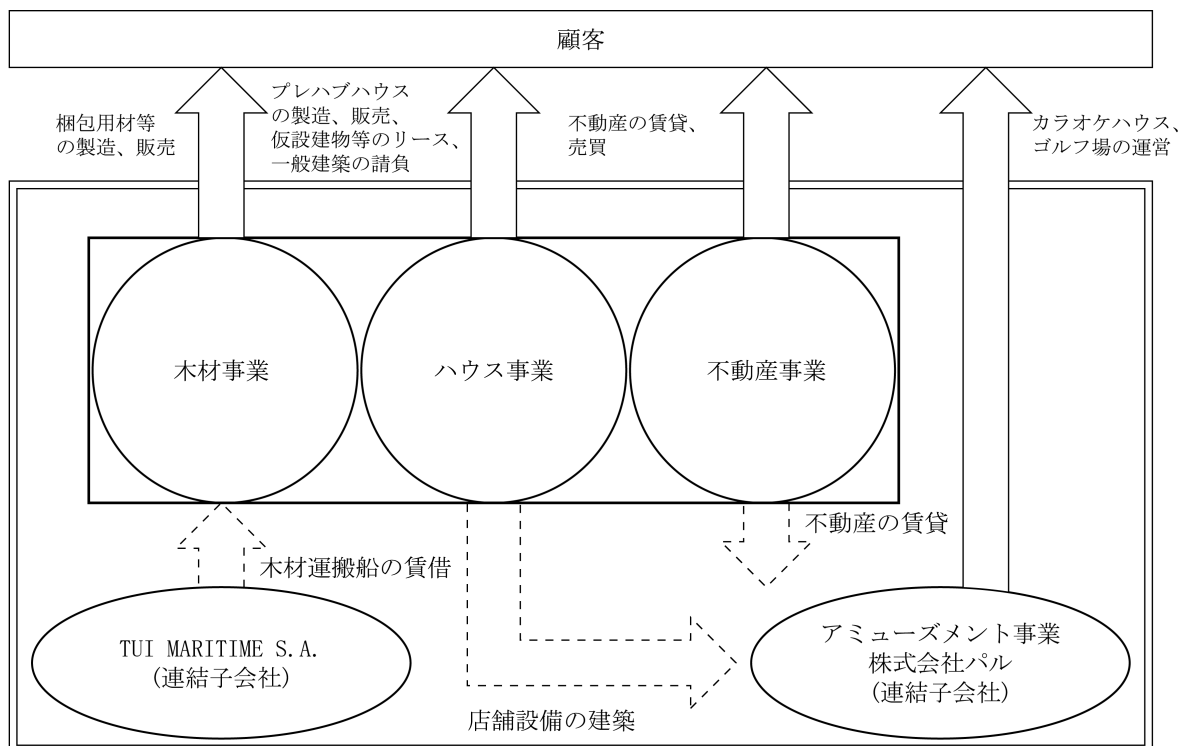 顧客
梱包用材等
の製造、販売
プレハブハウス
の製造、販売、
仮設建物等のリース、
一般建築の請負
不動産の賃貸、
売買
カラオケハウス、
ゴルフ場の運営
木材事業
ハウス事業
不動産事業
不動産の賃貸
木材運搬船の賃借
TUI MARITIME S.A.
(連結子会社)
アミューズメント事業
株式会社パル
(連結子会社)
店舗設備の建築